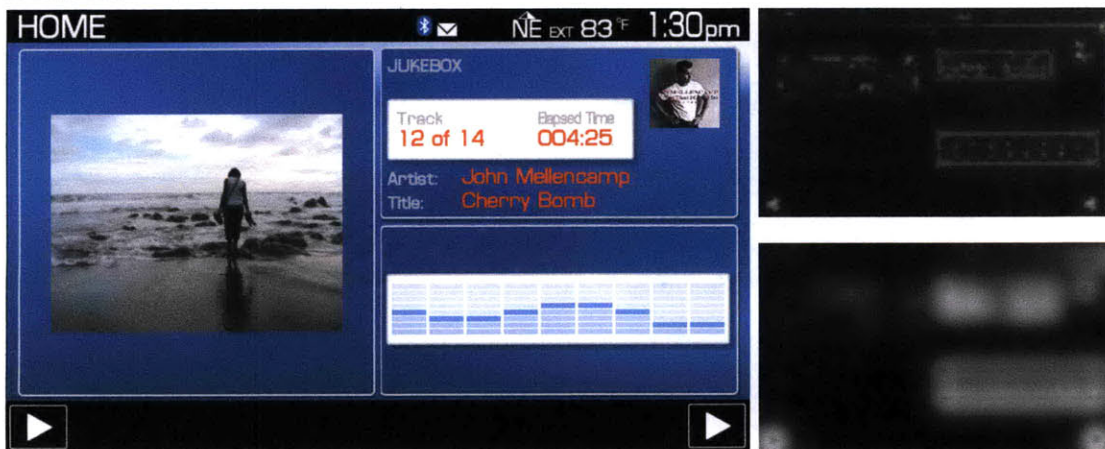 HOME NE EXT 83 °F 1:30pm
JUKEBOX
Track Elapsed Time
12 of 14 004:25
Artist: John Mellencamp
Title: Cherry Bomb